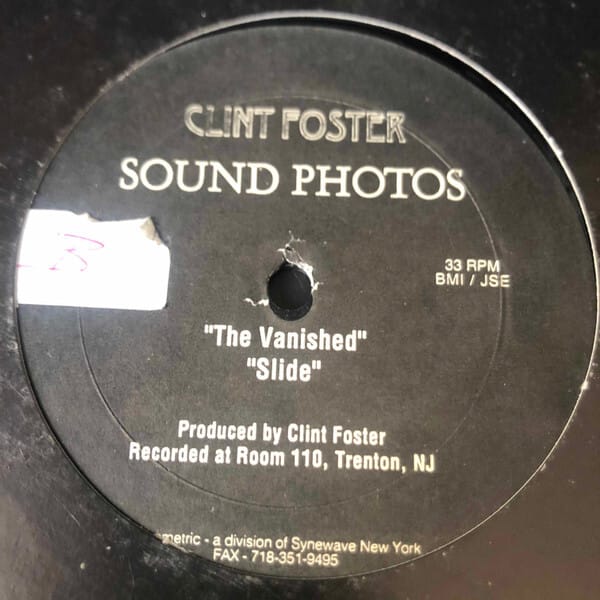 CLINT FOSTER
SOUND PHOTOS
33 RPM
BMI / JSE
"The Vanished"
"Slide"
Produced by Clint Foster
Recorded at Room 110, Trenton, NJ
metric - a division of Synewave New York
FAX - 718-351-9495